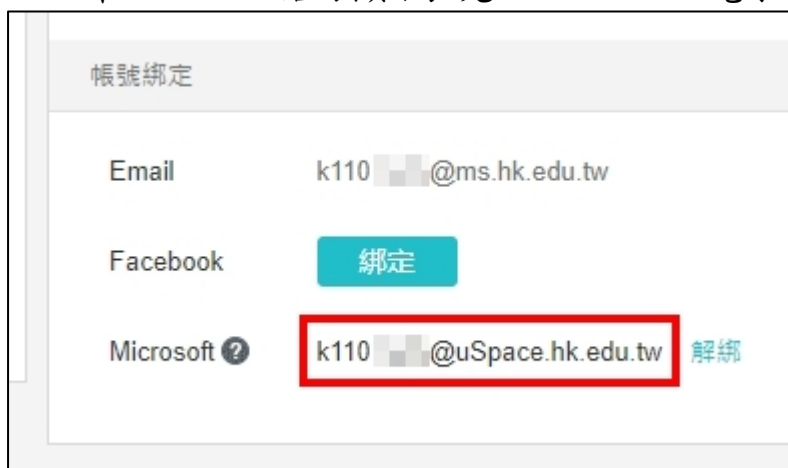 帳號綁定
Email k110 @ms.hk.edu.tw
Facebook 綁定
Microsoft ? k110 @uSpace.hk.edu.tw 解綁